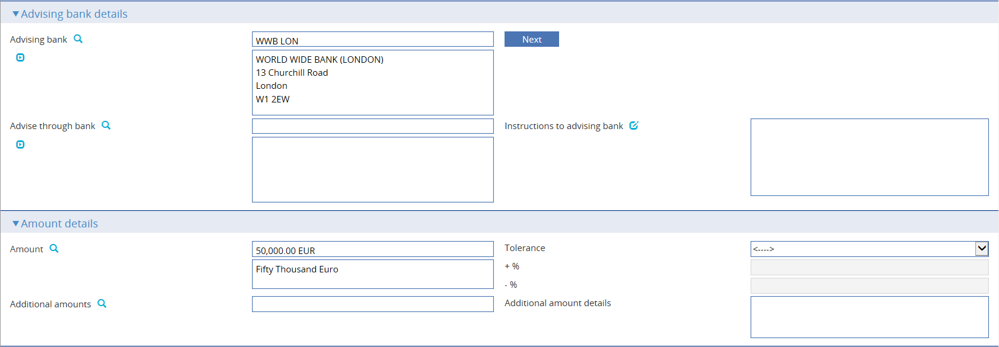 Advising bank details
Advising bank
WWB LON
Next
WORLD WIDE BANK (LONDON)
13 Churchill Road
London
W1 2EW
Advise through bank
Instructions to advising bank
Amount details
Amount
50,000.00 EUR
Tolerance
<---->
Fifty Thousand Euro
+ %
- %
Additional amounts
Additional amount details